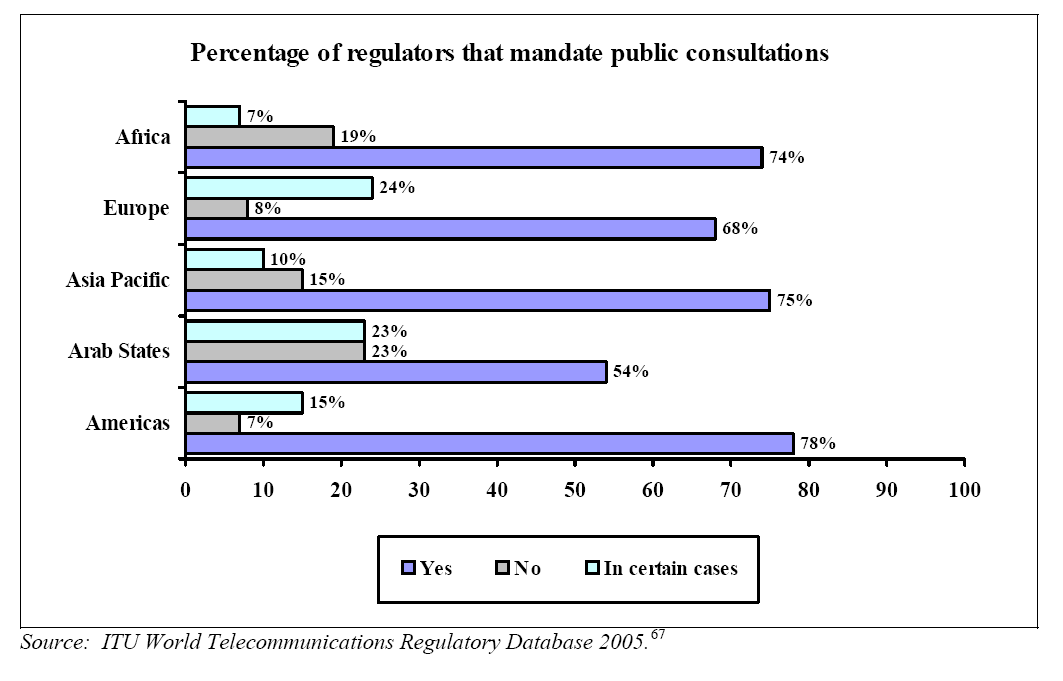 Percentage of regulators that mandate public consultations
Africa
7%
19%
74%
Europe
24%
8%
68%
Asia Pacific
10%
15%
75%
Arab States
23%
23%
54%
Americas
15%
7%
78%
0 10 20 30 40 50 60 70 80 90 100
Yes No In certain cases
Source: ITU World Telecommunications Regulatory Database 2005.67